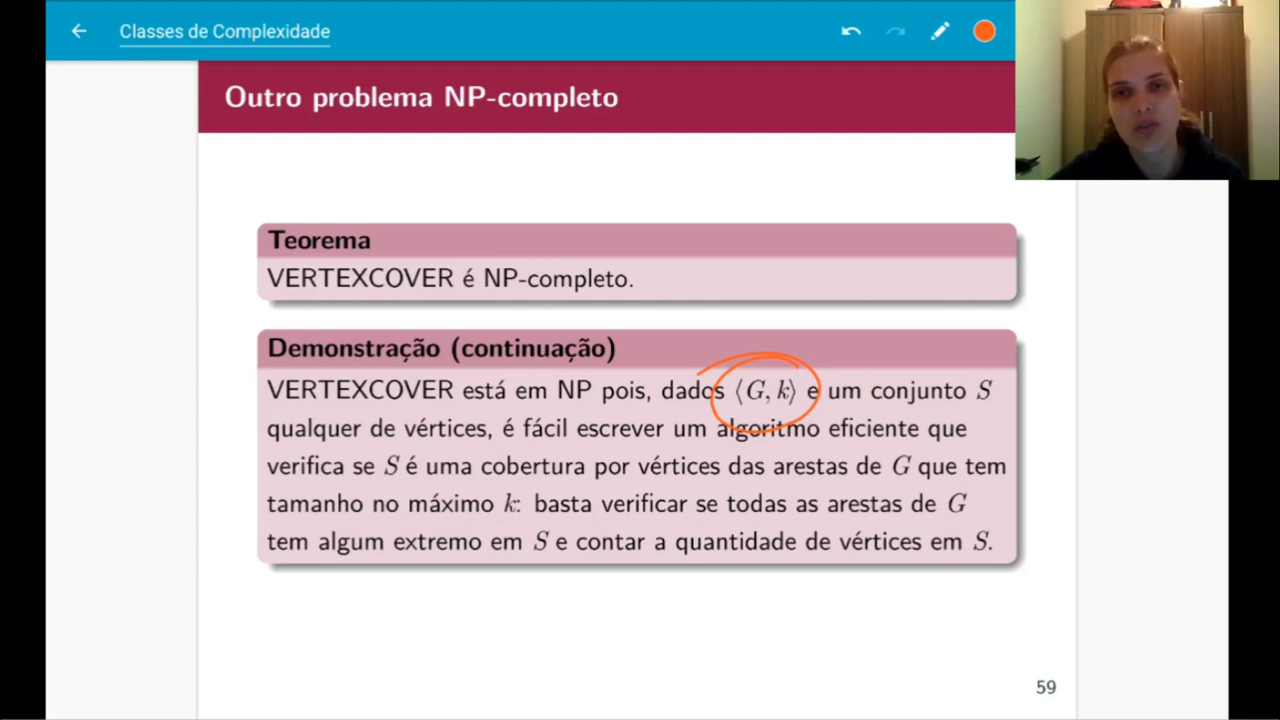 Classes de Complexidade
Outro problema NP-completo
Teorema
VERTEXCOVER é NP-completo.
Demonstração (continuação)
VERTEXCOVER está em NP pois, dados ⟨G, k⟩ e um conjunto S
qualquer de vértices, é fácil escrever um algoritmo eficiente que
verifica se S é uma cobertura por vértices das arestas de G que tem
tamanho no máximo k: basta verificar se todas as arestas de G
tem algum extremo em S e contar a quantidade de vértices em S.
59